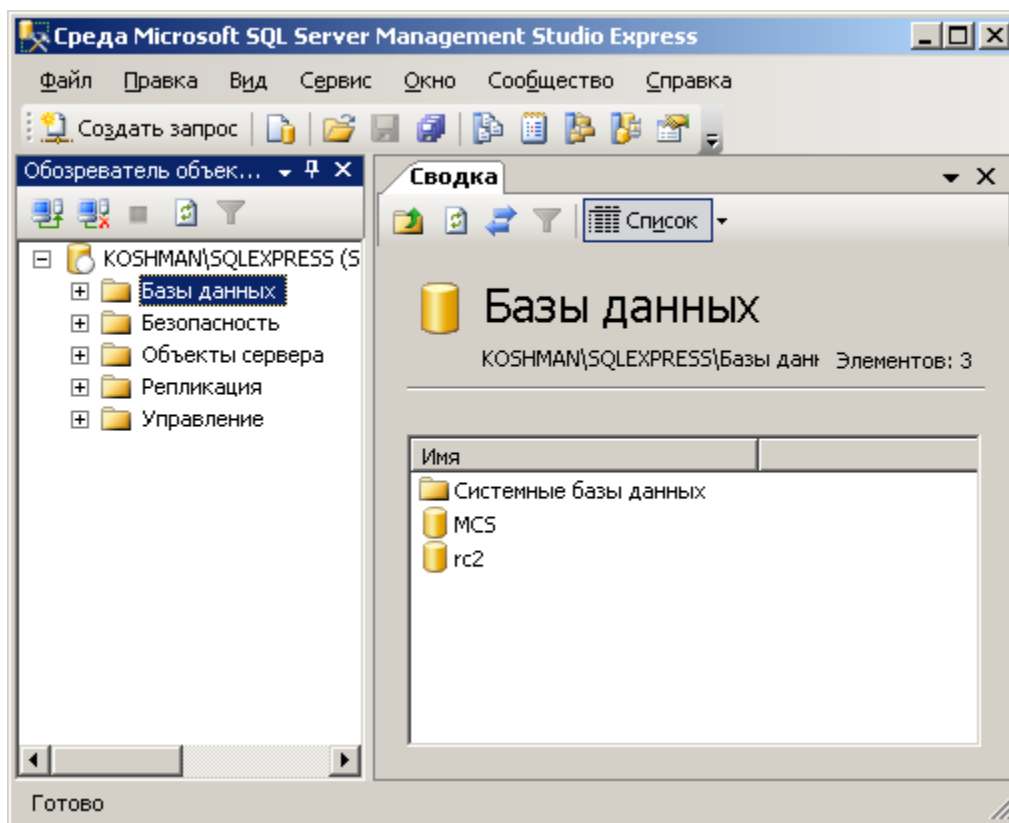 Среда Microsoft SQL Server Management Studio Express
Файл Правка Вид Сервис Окно Сообщество Справка
Создать запрос
Обозреватель объек...
KOSHMAN\SQLEXPRESS (S
Базы данных
Безопасность
Объекты сервера
Репликация
Управление
Сводка
Список
Базы данных
KOSHMAN\SQLEXPRESS\Базы данн Элементов: 3
Имя
Системные базы данных
MCS
rc2
Готово